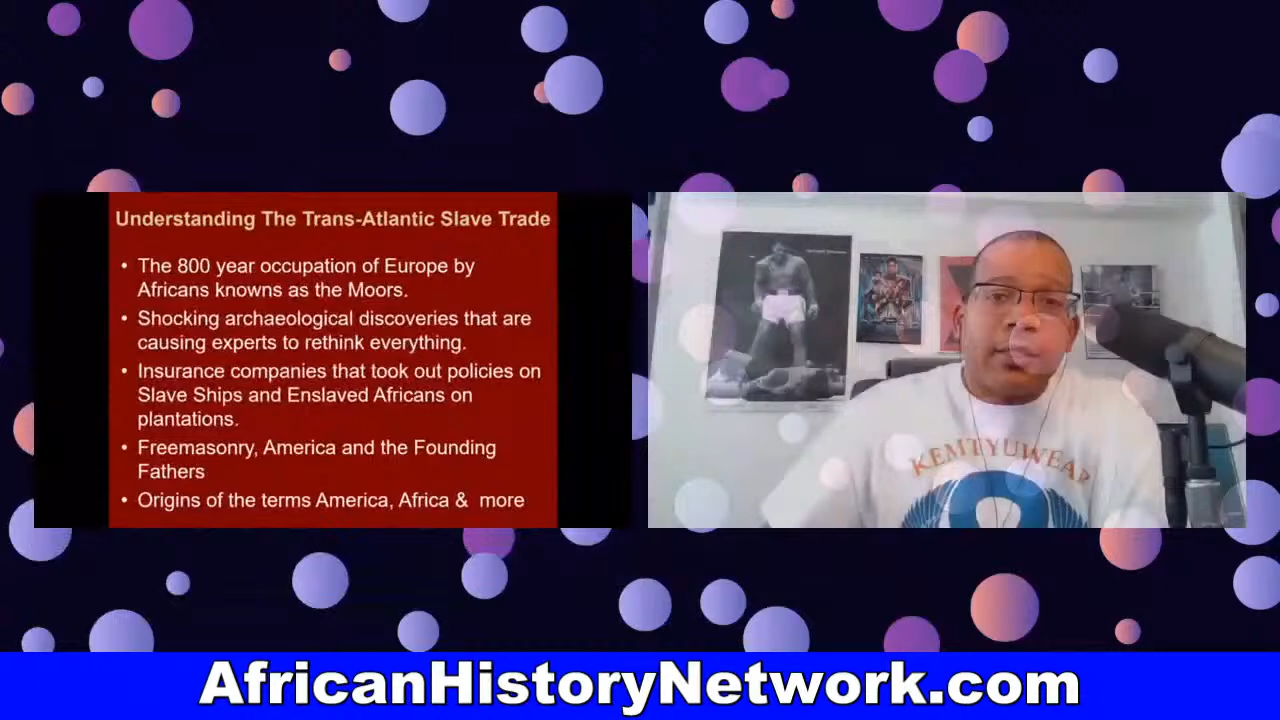 Understanding The Trans-Atlantic Slave Trade
• The 800 year occupation of Europe by
Africans knowns as the Moors.
• Shocking archaeological discoveries that are
causing experts to rethink everything.
• Insurance companies that took out policies on
Slave Ships and Enslaved Africans on
plantations.
• Freemasonry, America and the Founding
Fathers
• Origins of the terms America, Africa & more
KEMTYUWEAR
AfricanHistoryNetwork.com